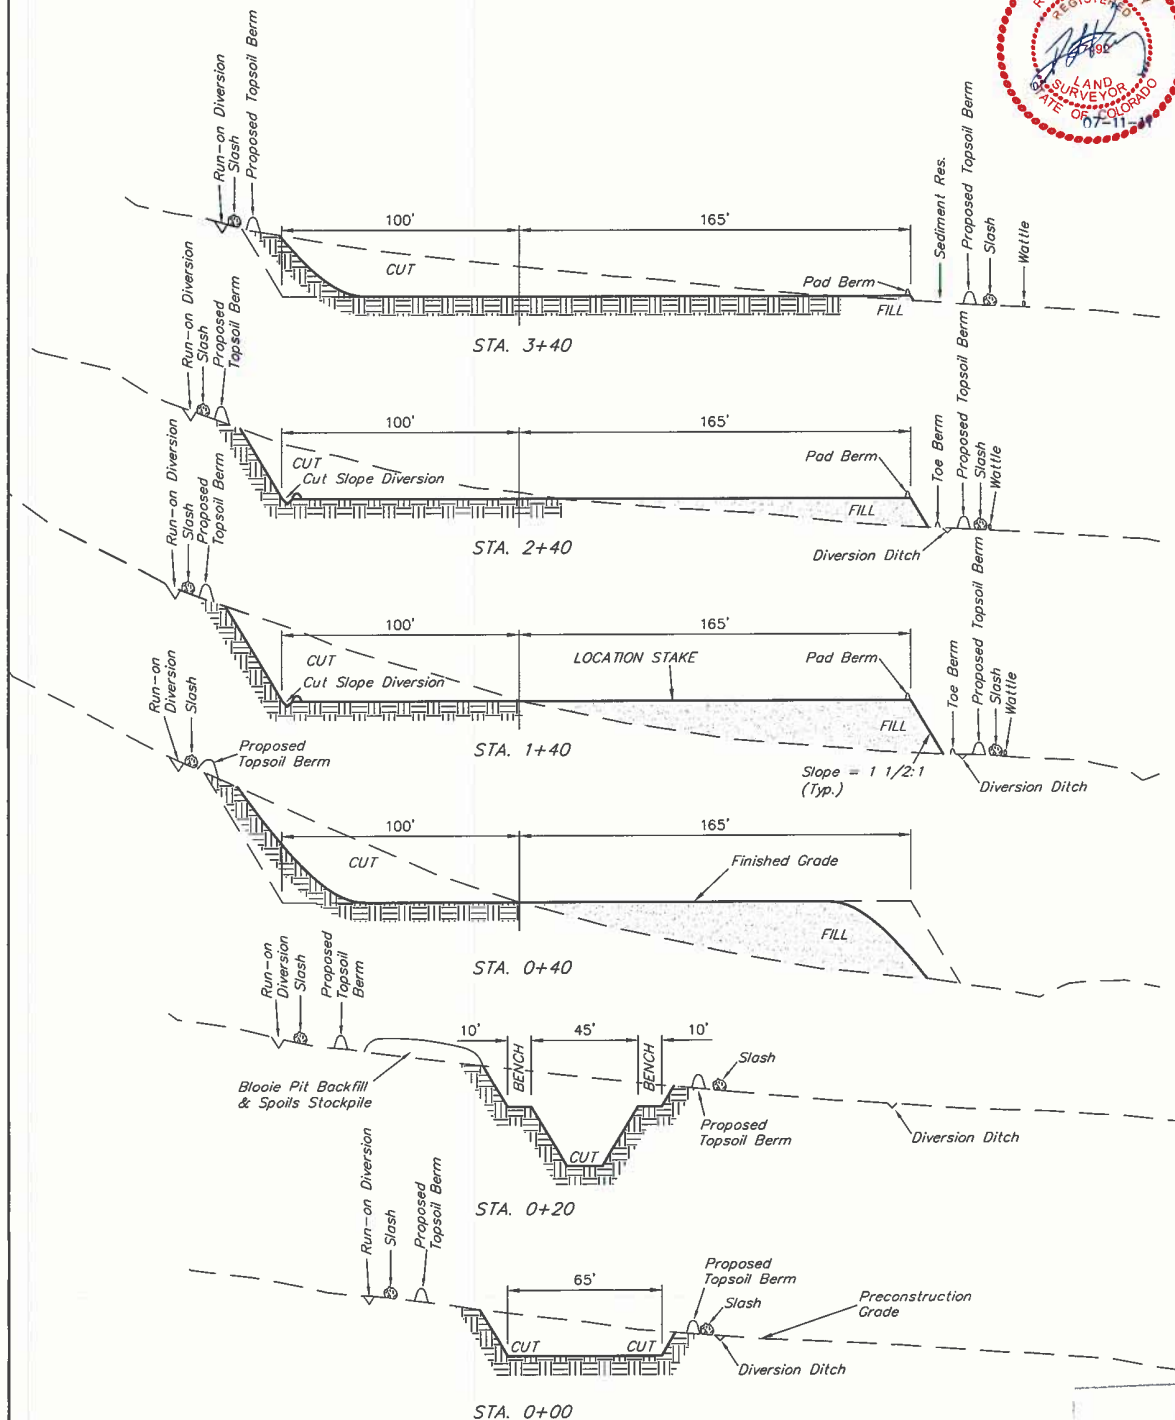 REGISTERED
LAND
SURVEYOR
STATE OF COLORADO
07-11-11
Run-on Diversion
Slash
Proposed Topsoil Berm
100'
165'
CUT
Pad Berm
FILL
Sediment Res.
Proposed Topsoil Berm
Slash
Wattle
STA. 3+40
Run-on Diversion
Slash
Proposed
Topsoil Berm
100'
165'
CUT
Cut Slope Diversion
Pad Berm
FILL
Toe Berm
Proposed Topsoil Berm
Slash
Wattle
Diversion Ditch
STA. 2+40
Run-on Diversion
Slash
Proposed
Topsoil Berm
100'
165'
CUT
Cut Slope Diversion
LOCATION STAKE
Pad Berm
FILL
Toe Berm
Proposed Topsoil Berm
Slash
Wattle
Slope = 1 1/2:1
(Typ.)
Diversion Ditch
STA. 1+40
Run-on
Diversion
Slash
Proposed
Topsoil Berm
100'
165'
CUT
Finished Grade
FILL
STA. 0+40
Run-on
Diversion
Slash
Proposed
Topsoil
Berm
10'
45'
10'
BENCH
BENCH
Slash
Blooie Pit Backfill
& Spoils Stockpile
CUT
Proposed
Topsoil Berm
Diversion Ditch
STA. 0+20
Run-on Diversion
Slash
Proposed
Topsoil Berm
65'
Proposed
Topsoil Berm
Slash
Preconstruction
Grade
CUT
CUT
Diversion Ditch
STA. 0+00